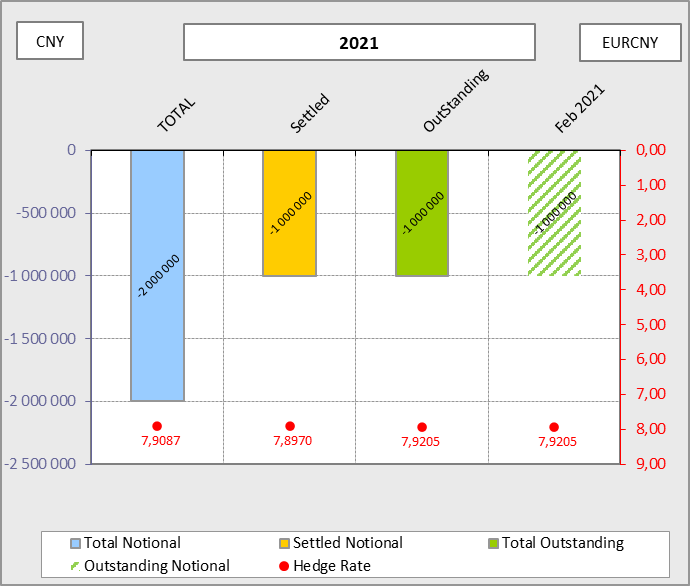 CNY
2021
EURCNY
TOTAL
Settled
OutStanding
Feb 2021
-0
-500 000
-1 000 000
-1 500 000
-2 000 000
-2 500 000
-2 000 000
-1 000 000
-1 000 000
-1 000 000
0,00
1,00
2,00
3,00
4,00
5,00
6,00
7,00
8,00
9,00
7,9087
7,8970
7,9205
7,9205
Total Notional
Settled Notional
Total Outstanding
Outstanding Notional
Hedge Rate